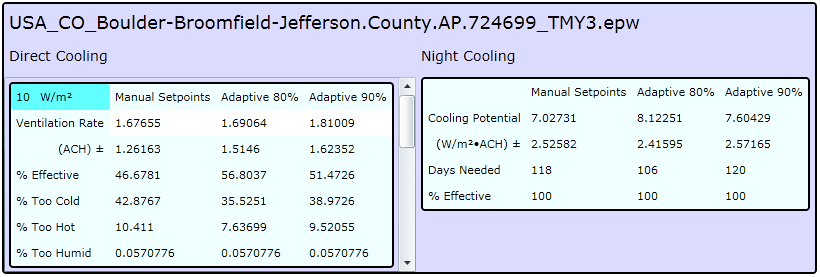 USA_CO_Boulder-Broomfield-Jefferson.County.AP.724699_TMY3.epw
Direct Cooling
10 W/m² Manual Setpoints Adaptive 80% Adaptive 90%
Ventilation Rate 1.67655 1.69064 1.81009
(ACH) ± 1.26163 1.5146 1.62352
% Effective 46.6781 56.8037 51.4726
% Too Cold 42.8767 35.5251 38.9726
% Too Hot 10.411 7.63699 9.52055
% Too Humid 0.0570776 0.0570776 0.0570776
Night Cooling
Manual Setpoints Adaptive 80% Adaptive 90%
Cooling Potential 7.02731 8.12251 7.60429
(W/m²•ACH) ± 2.52582 2.41595 2.57165
Days Needed 118 106 120
% Effective 100 100 100